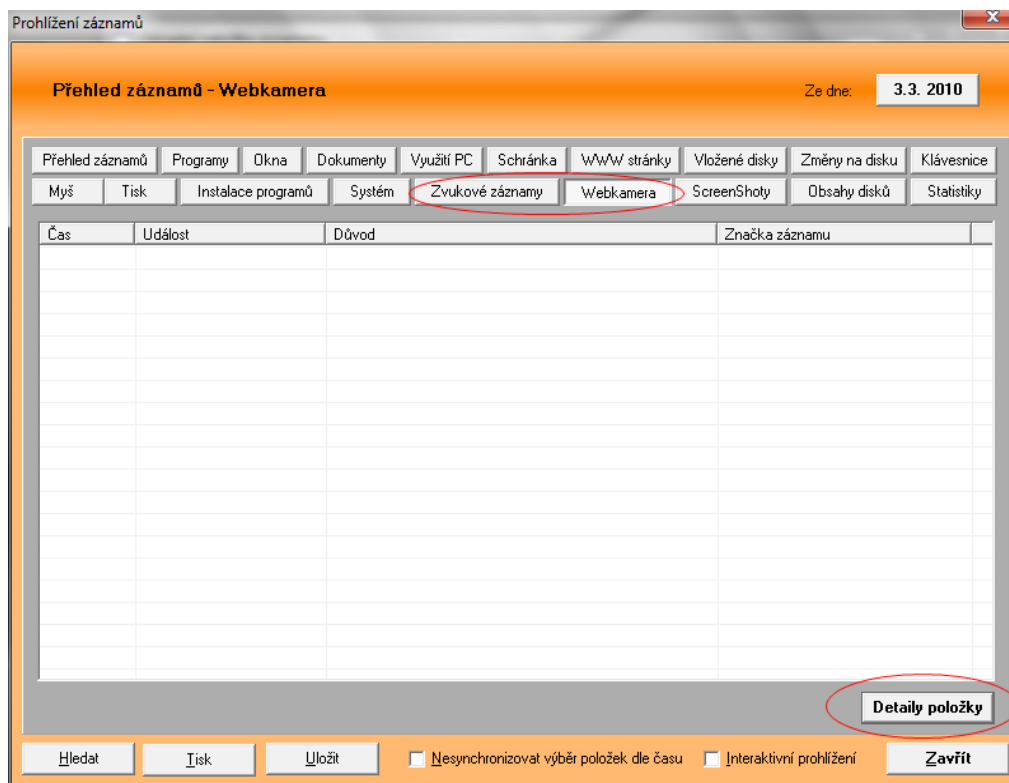 Prohlížení záznamů
x
Přehled záznamů - Webkamera
Ze dne: 3.3. 2010
Přehled záznamů Programy Okna Dokumenty Využití PC Schránka WWW stránky Vložené disky Změny na disku Klávesnice
Myš Tisk Instalace programů Systém Zvukové záznamy Webkamera ScreenShoty Obsahy disků Statistiky
Čas Událost Důvod Značka záznamu
Detaily položky
Hledat Tisk Uložit Nesynchronizovat výběr položek dle času Interaktivní prohlížení Zavřít